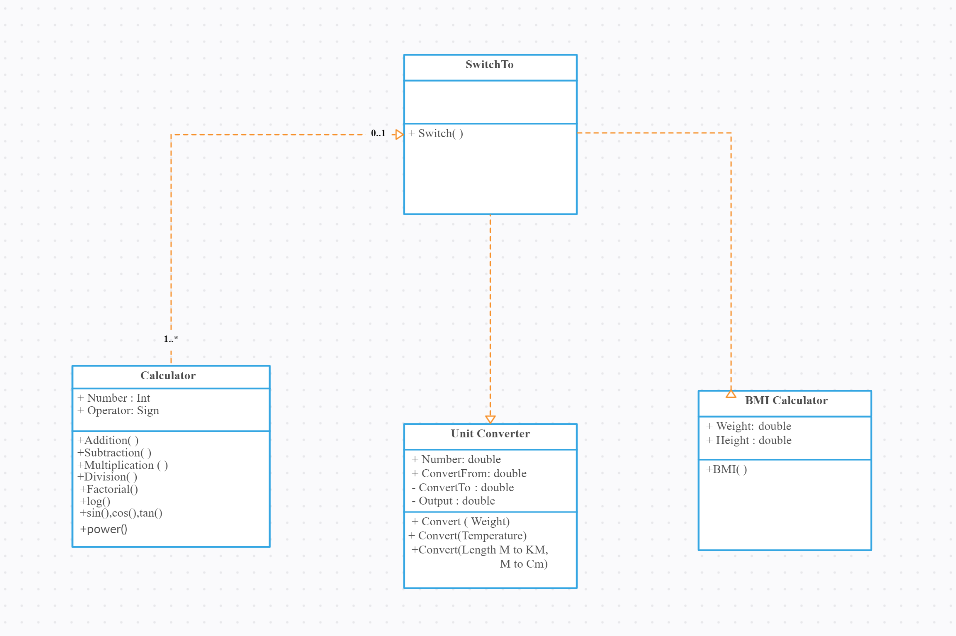 SwitchTo
+ Switch( )
0..1
1..*
Calculator
+ Number : Int
+ Operator: Sign
+Addition( )
+Subtraction( )
+Multiplication ( )
+Division( )
+Factorial()
+log()
+sin(),cos(),tan()
+power()
Unit Converter
+ Number: double
+ ConvertFrom: double
- ConvertTo : double
- Output : double
+ Convert ( Weight)
+ Convert(Temperature)
+Convert(Length M to KM,
M to Cm)
BMI Calculator
+ Weight: double
+ Height : double
+BMI( )